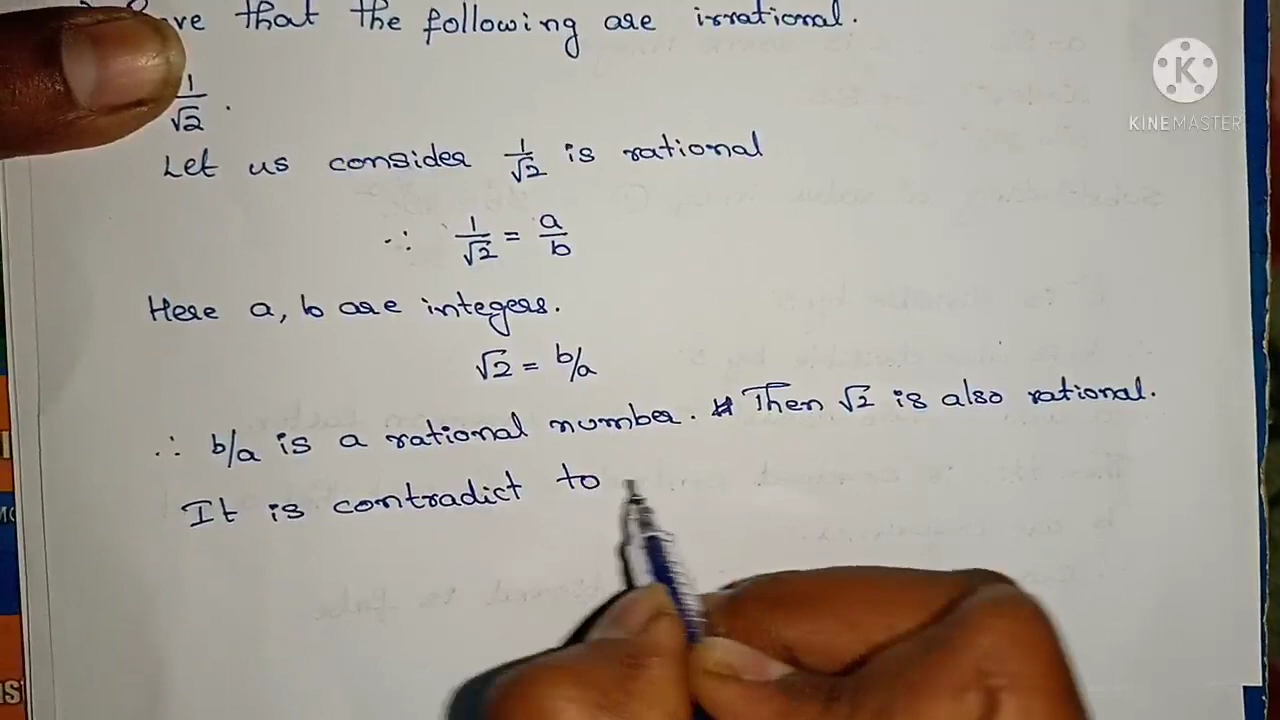 that the following are irrational.
1/√2 .
Let us consider 1/√2 is rational
∴ 1/√2 = a/b
Here a, b are integers.
√2 = b/a
∴ b/a is a rational number. Then √2 is also rational.
It is contradict to
K
KINEMASTER